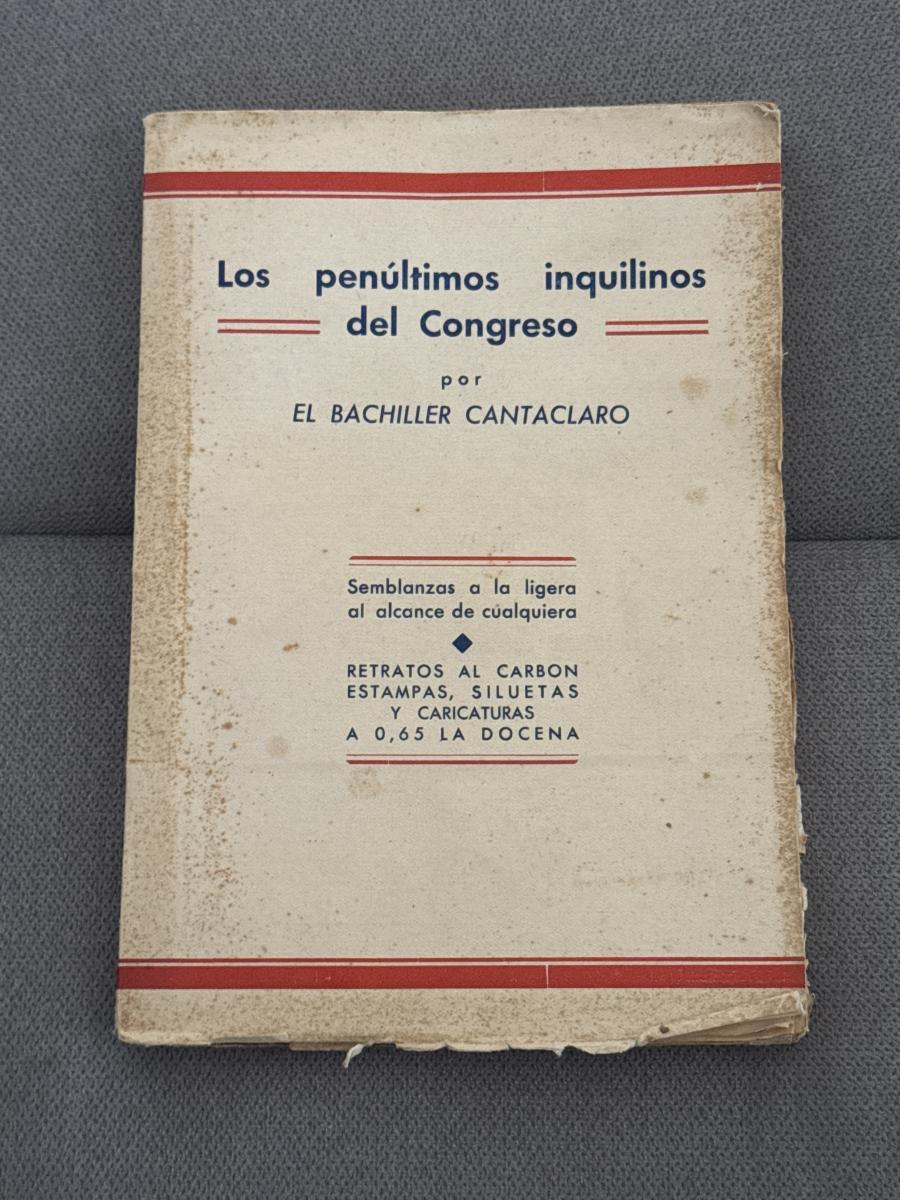 Los penúltimos inquilinos
del Congreso
por
EL BACHILLER CANTACLARO
Semblanzas a la ligera
al alcance de cualquiera
RETRATOS AL CARBON
ESTAMPAS, SILUETAS
Y CARICATURAS
A 0,65 LA DOCENA